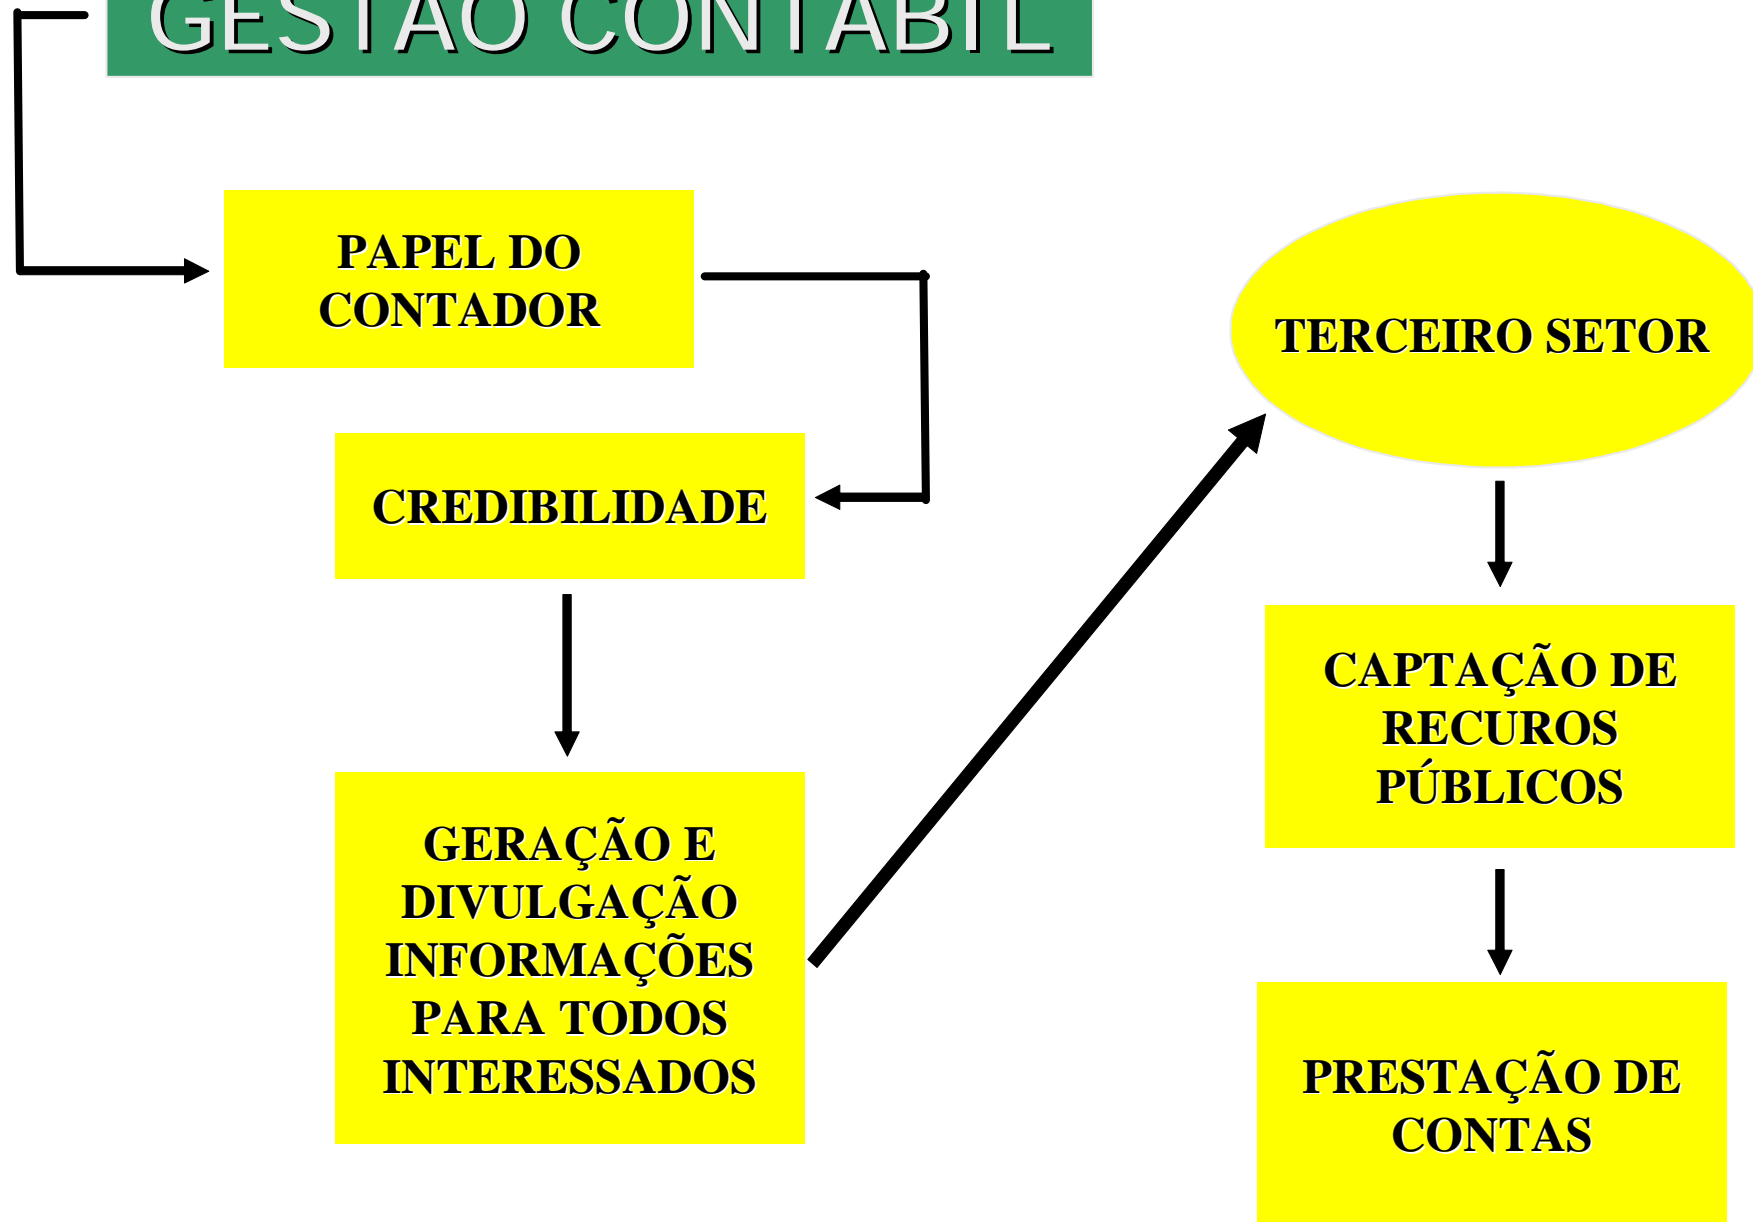 GESTÃO CONTÁBIL
PAPEL DO
CONTADOR
CREDIBILIDADE
GERAÇÃO E
DIVULGAÇÃO
INFORMAÇÕES
PARA TODOS
INTERESSADOS
TERCEIRO SETOR
CAPTAÇÃO DE
RECUROS
PÚBLICOS
PRESTAÇÃO DE
CONTAS